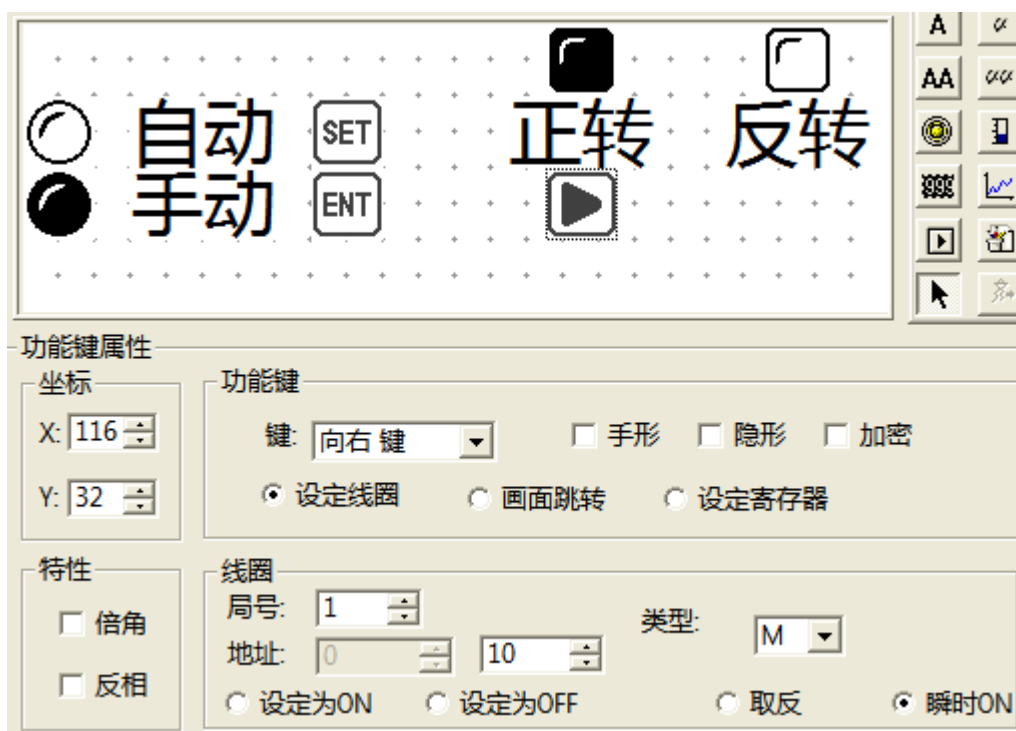 A
AA
自动 SET 正转 反转
手动 ENT
功能键属性
坐标
X: 116
Y: 32
功能键
键: 向右 键 手形 隐形 加密
设定线圈 画面跳转 设定寄存器
特性
倍角
反相
线圈
局号: 1
类型: M
地址: 0 10
设定为ON 设定为OFF 取反 瞬时ON